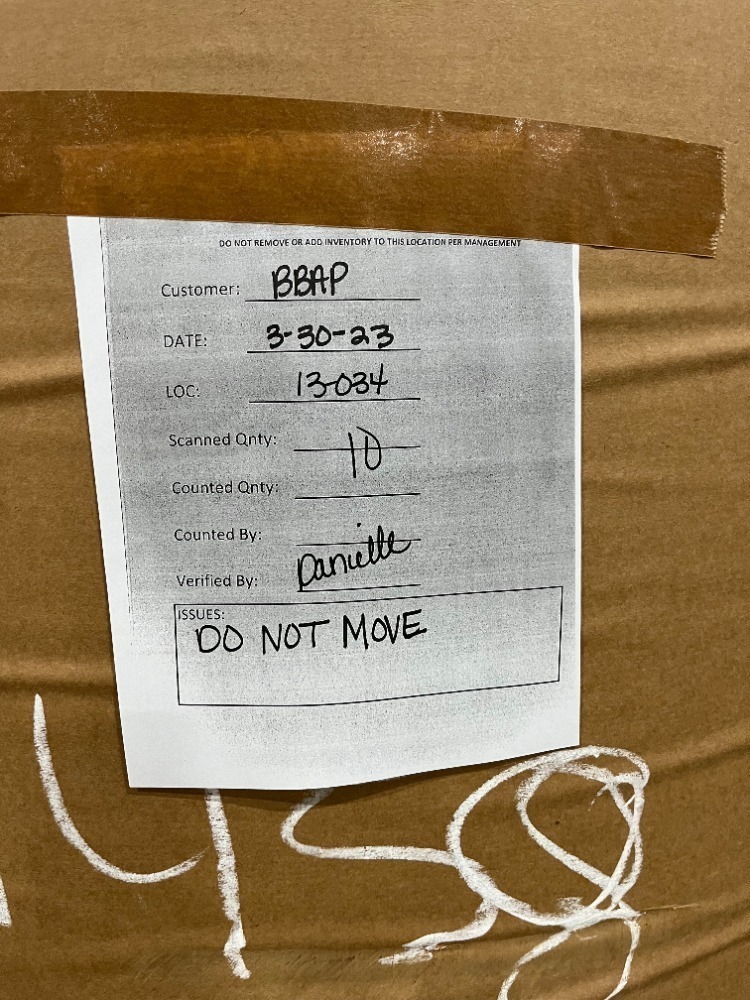 DO NOT REMOVE OR ADD INVENTORY TO THIS LOCATION PER MANAGEMENT
Customer: BBAP
DATE: 3-30-23
LOC: 13-034
Scanned Qnty: 10
Counted Qnty:
Counted By:
Verified By: Danielle
ISSUES:
DO NOT MOVE